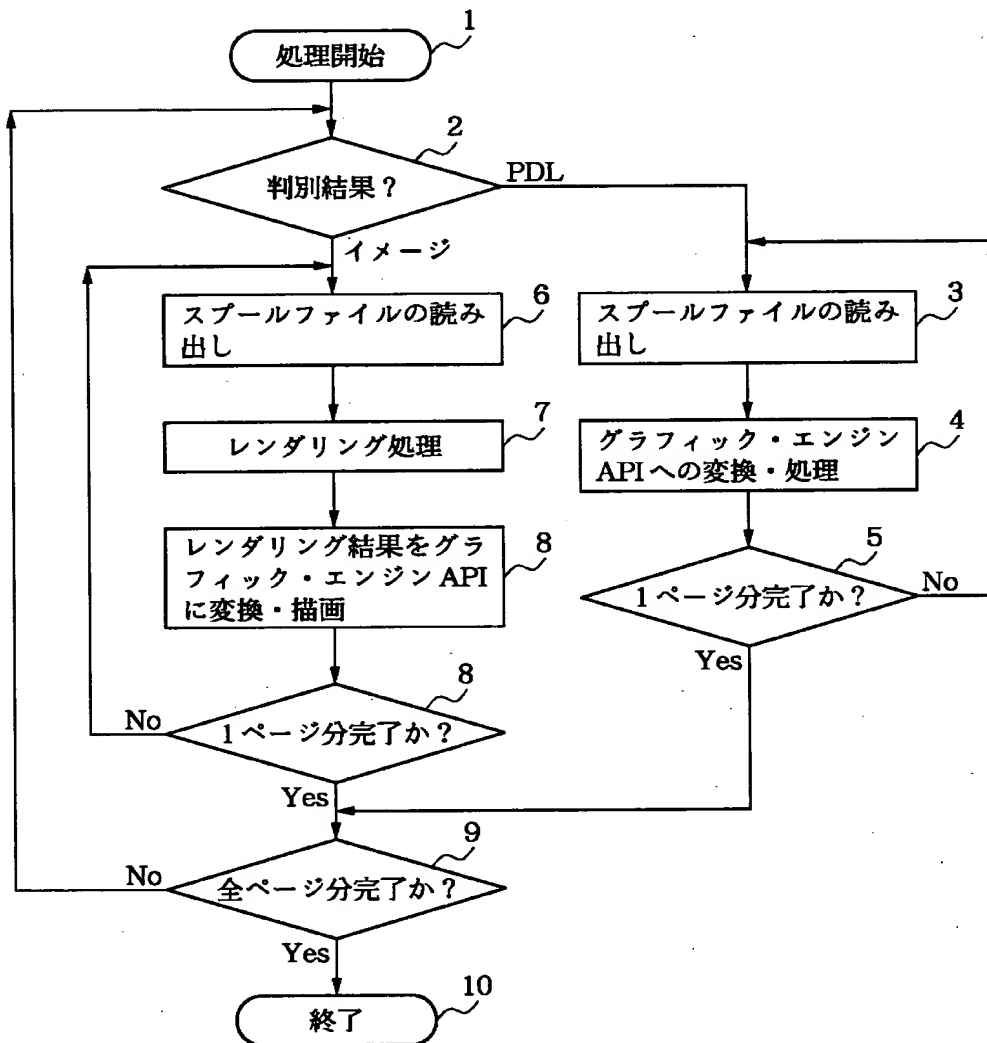 1
処理開始
2
判別結果?
PDL
イメージ
スプールファイルの読み
出し
6
スプールファイルの読み
出し
3
レンダリング処理
7
グラフィック・エンジン
APIへの変換・処理
4
レンダリング結果をグラ
フィック・エンジンAPI
に変換・描画
8
5
1ページ分完了か?
No
Yes
8
1ページ分完了か?
No
Yes
9
全ページ分完了か?
No
Yes
10
終了